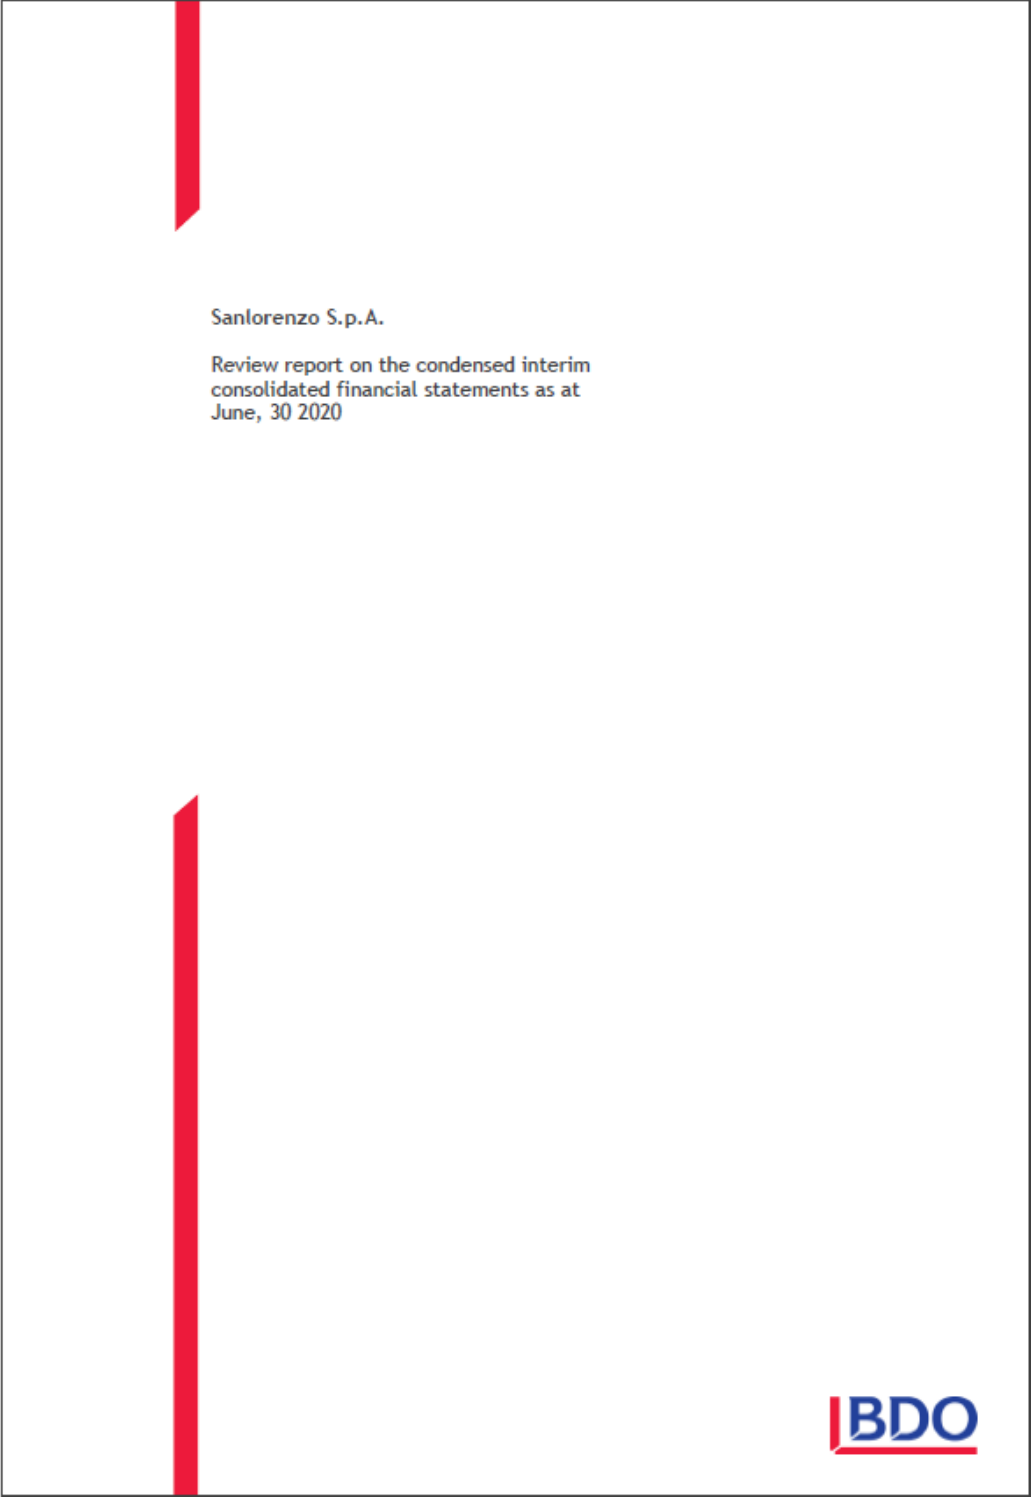 Sanlorenzo S.p.A.
Review report on the condensed interim
consolidated financial statements as at
June, 30 2020
BDO